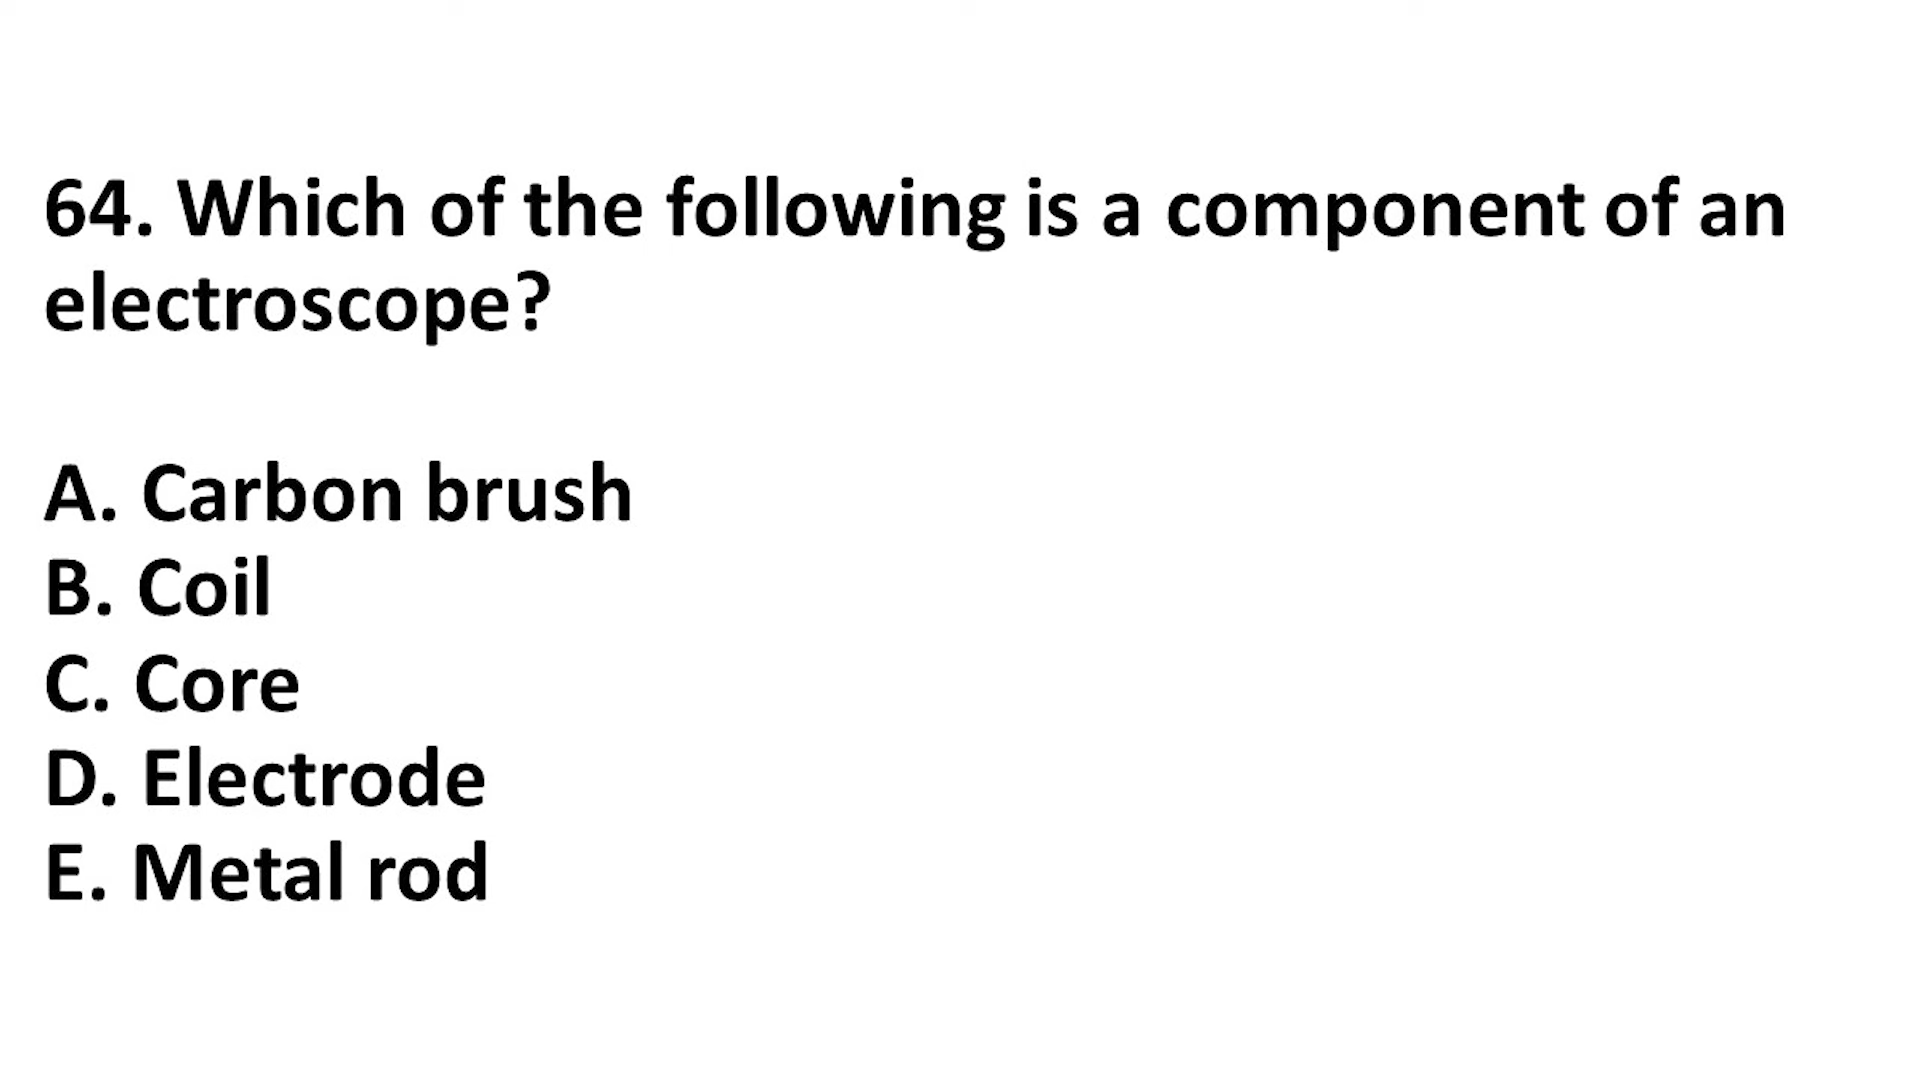 64. Which of the following is a component of an
electroscope?
A. Carbon brush
B. Coil
C. Core
D. Electrode
E. Metal rod